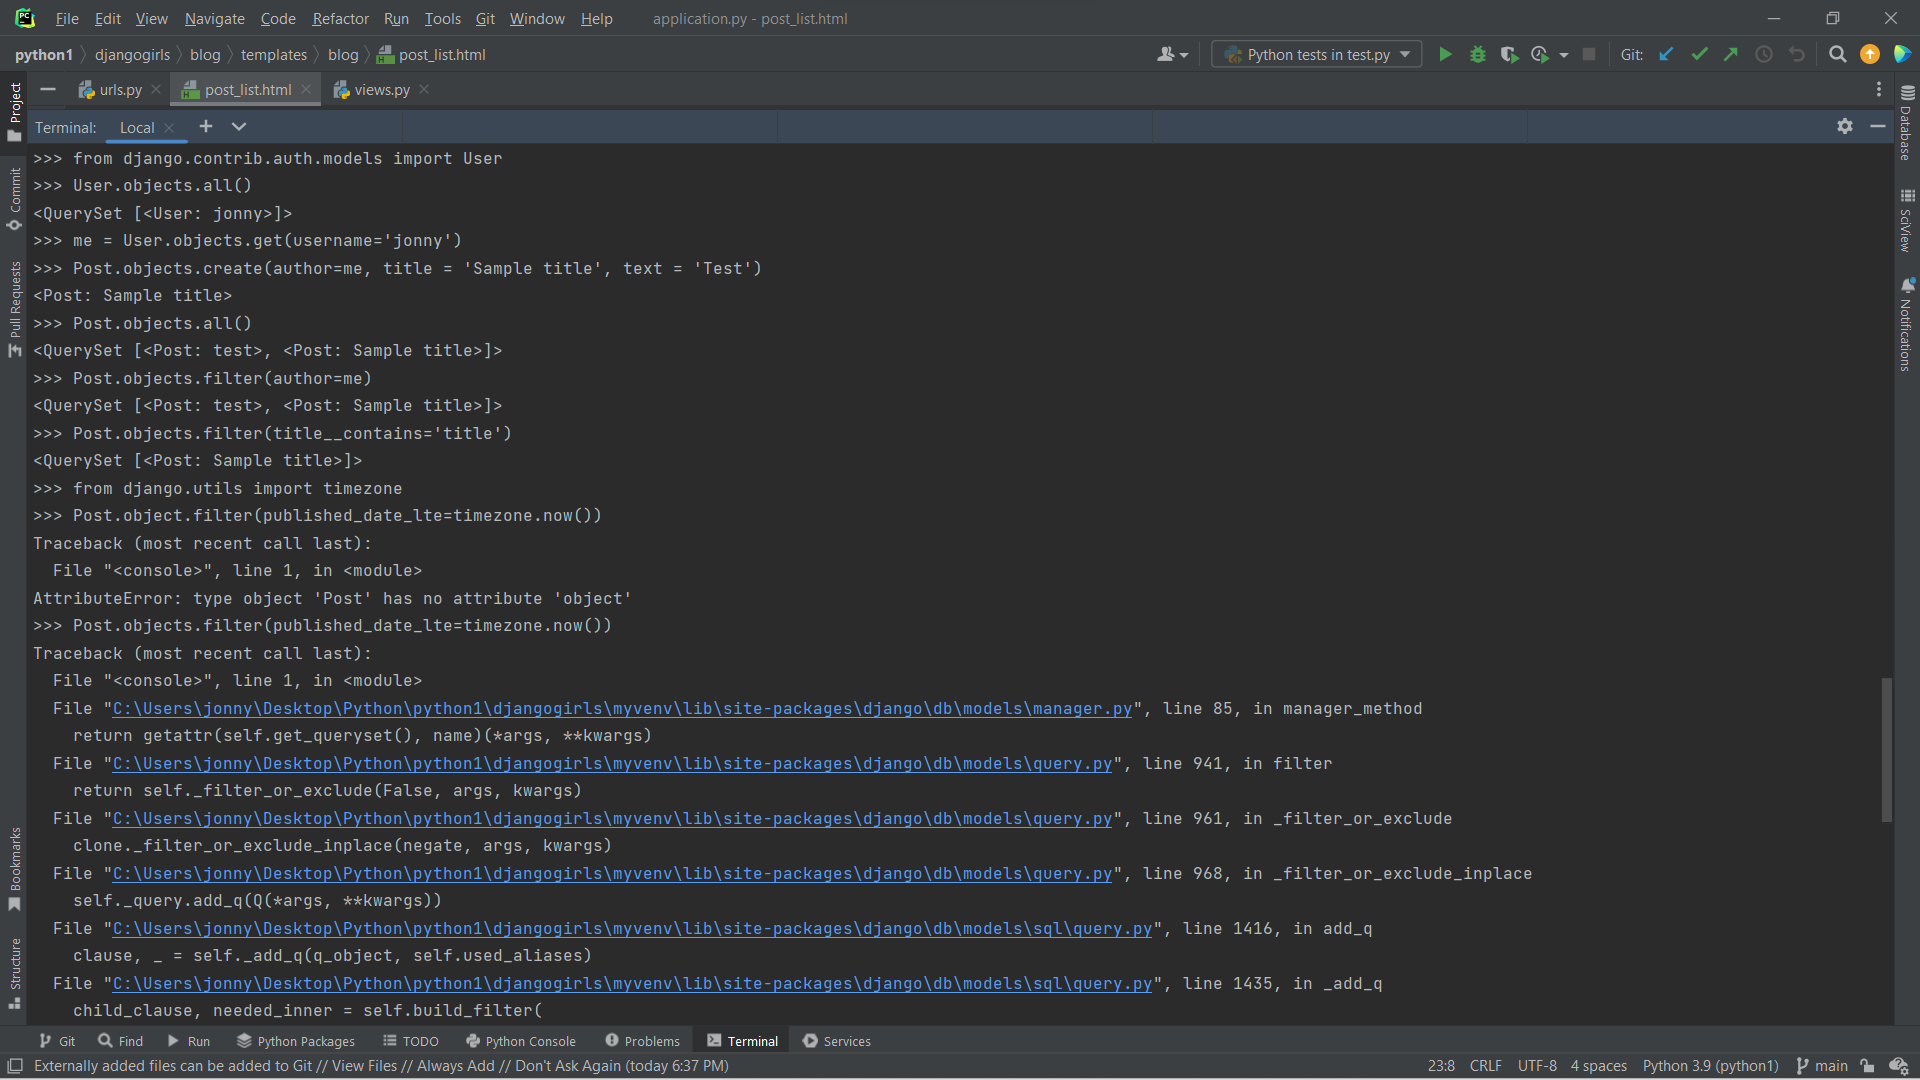 File Edit View Navigate Code Refactor Run Tools Git Window Help application.py - post_list.html
python1 djangogirls blog templates blog post_list.html Python tests in test.py Git:
urls.py post_list.html views.py
Terminal: Local
>>> from django.contrib.auth.models import User
>>> User.objects.all()
<QuerySet [<User: jonny>]>
>>> me = User.objects.get(username='jonny')
>>> Post.objects.create(author=me, title = 'Sample title', text = 'Test')
<Post: Sample title>
>>> Post.objects.all()
<QuerySet [<Post: test>, <Post: Sample title>]>
>>> Post.objects.filter(author=me)
<QuerySet [<Post: test>, <Post: Sample title>]>
>>> Post.objects.filter(title__contains='title')
<QuerySet [<Post: Sample title>]>
>>> from django.utils import timezone
>>> Post.object.filter(published_date_lte=timezone.now())
Traceback (most recent call last):
  File "<console>", line 1, in <module>
AttributeError: type object 'Post' has no attribute 'object'
>>> Post.objects.filter(published_date_lte=timezone.now())
Traceback (most recent call last):
  File "<console>", line 1, in <module>
  File "C:\Users\jonny\Desktop\Python\python1\djangogirls\myvenv\lib\site-packages\django\db\models\manager.py", line 85, in manager_method
    return getattr(self.get_queryset(), name)(*args, **kwargs)
  File "C:\Users\jonny\Desktop\Python\python1\djangogirls\myvenv\lib\site-packages\django\db\models\query.py", line 941, in filter
    return self._filter_or_exclude(False, args, kwargs)
  File "C:\Users\jonny\Desktop\Python\python1\djangogirls\myvenv\lib\site-packages\django\db\models\query.py", line 961, in _filter_or_exclude
    clone._filter_or_exclude_inplace(negate, args, kwargs)
  File "C:\Users\jonny\Desktop\Python\python1\djangogirls\myvenv\lib\site-packages\django\db\models\query.py", line 968, in _filter_or_exclude_inplace
    self._query.add_q(Q(*args, **kwargs))
  File "C:\Users\jonny\Desktop\Python\python1\djangogirls\myvenv\lib\site-packages\django\db\models\sql\query.py", line 1416, in add_q
    clause, _ = self._add_q(q_object, self.used_aliases)
  File "C:\Users\jonny\Desktop\Python\python1\djangogirls\myvenv\lib\site-packages\django\db\models\sql\query.py", line 1435, in _add_q
    child_clause, needed_inner = self.build_filter(
Project
Commit
Pull Requests
Bookmarks
Structure
Database
SciView
Notifications
Git Find Run Python Packages TODO Python Console Problems Terminal Services
Externally added files can be added to Git // View Files // Always Add // Don't Ask Again (today 6:37 PM) 23:8 CRLF UTF-8 4 spaces Python 3.9 (python1) main